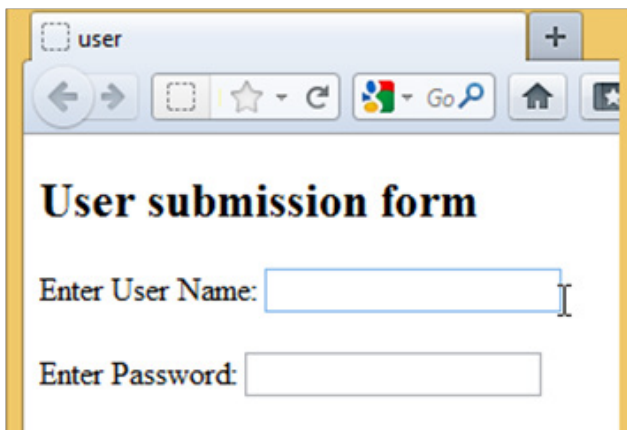 user
Go
User submission form
Enter User Name:
Enter Password: